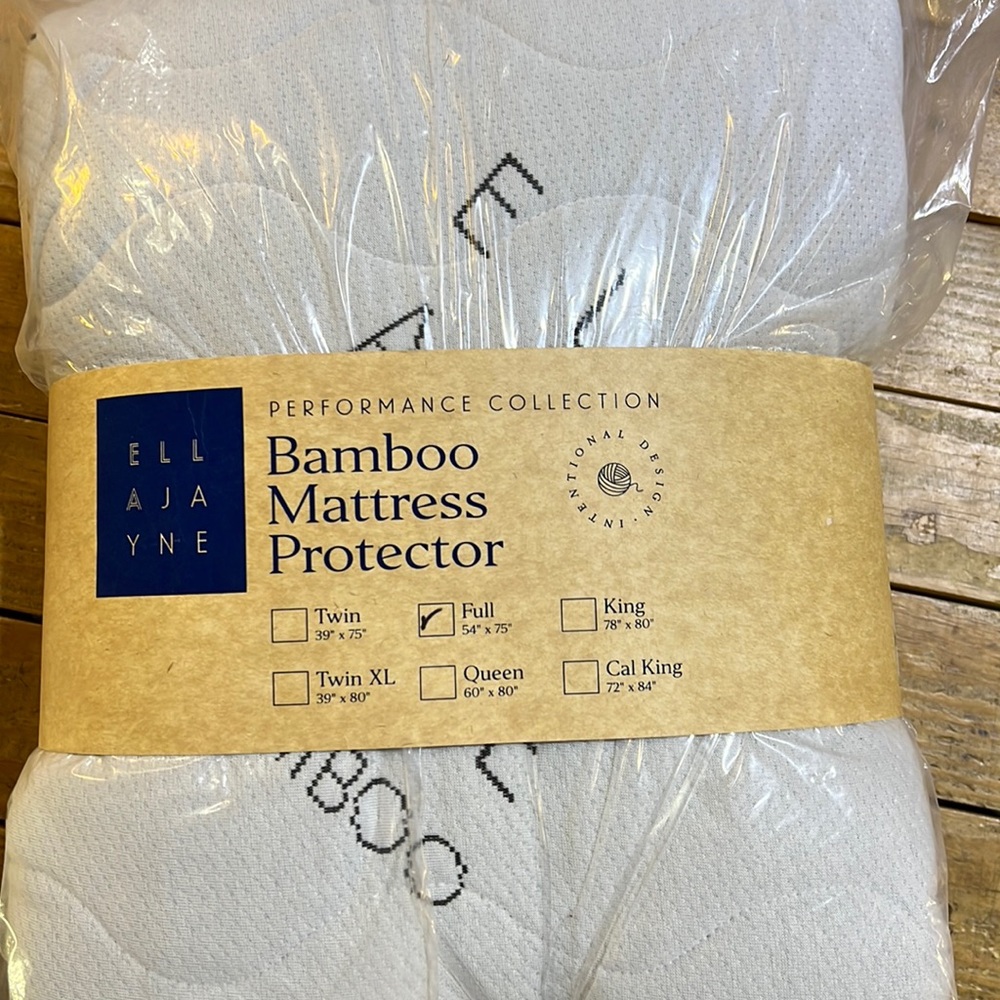 E
ELL
AJA
YNE
PERFORMANCE COLLECTION
Bamboo
Mattress
Protector
INTENTIONAL DESIGN ·
Twin
39" x 75"
Full
54" x 75"
King
78" x 80"
Twin XL
39" x 80"
Queen
60" x 80"
Cal King
72" x 84"
MBOO